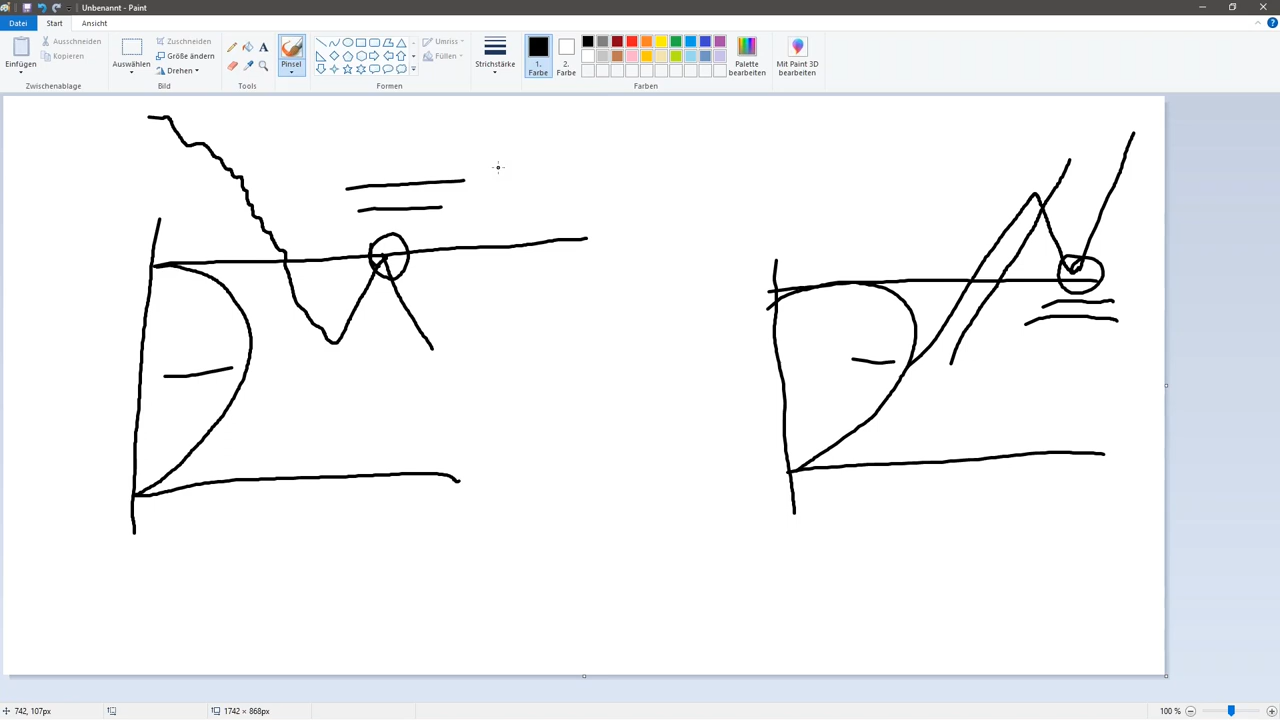 Unbenannt - Paint
Datei
Start
Ansicht
Einfügen
Ausschneiden
Kopieren
Zwischenablage
Auswählen
Zuschneiden
Größe ändern
Drehen
Bild
A
Tools
Pinsel
Umriss
Füllen
Formen
Strichstärke
1.
Farbe
2.
Farbe
Palette
bearbeiten
Mit Paint 3D
bearbeiten
Farben
742, 107px
1742 × 868px
100 %